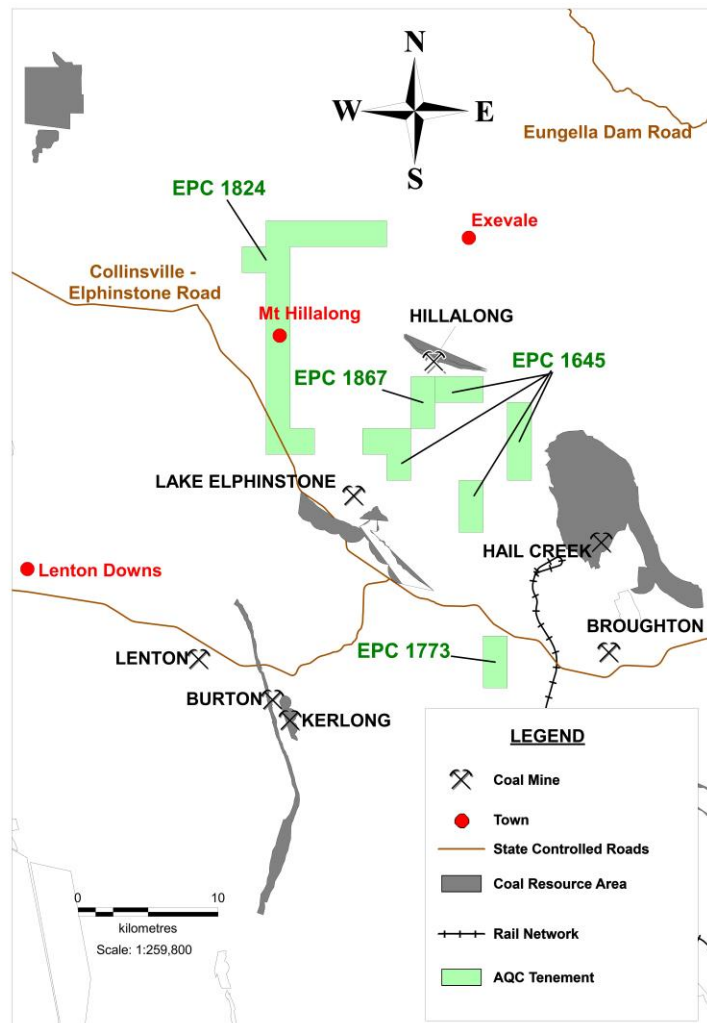 N
W
E
S
Eungella Dam Road
EPC 1824
Exevale
Collinsville -
Elphinstone Road
Mt Hillalong
HILLALONG
EPC 1867
EPC 1645
LAKE ELPHINSTONE
HAIL CREEK
Lenton Downs
BROUGHTON
LENTON
EPC 1773
BURTON
KERLONG
LEGEND
Coal Mine
Town
State Controlled Roads
Coal Resource Area
Rail Network
AQC Tenement
0
10
kilometres
Scale: 1:259,800